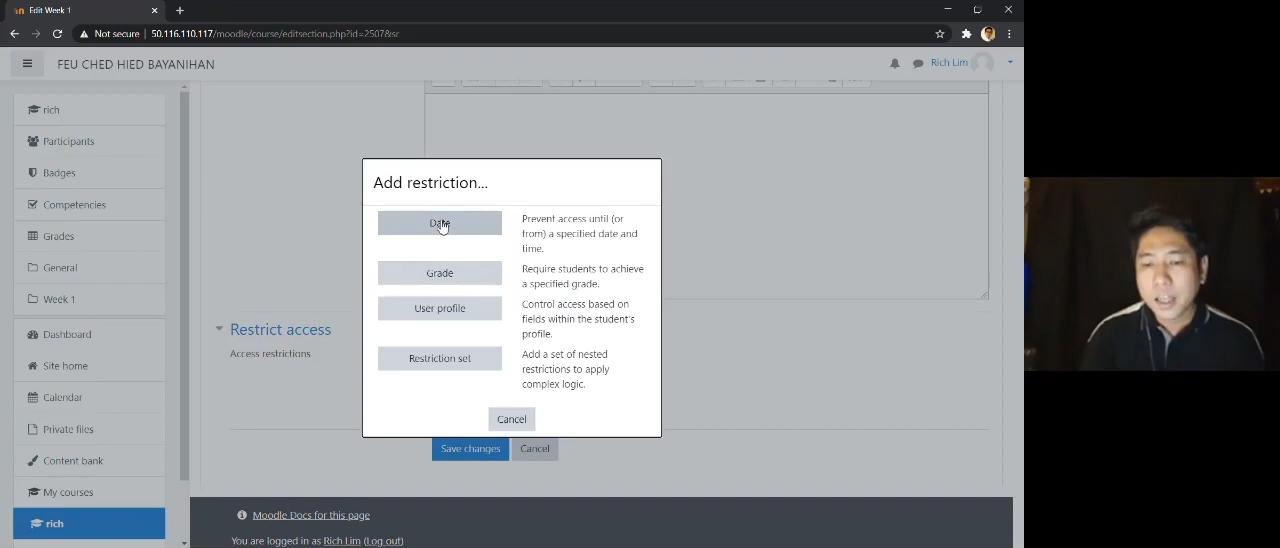 Edit Week 1
Not secure | 50.116.110.117/moodle/course/editsection.php?id=2507&sr
FEU CHED HIED BAYANIHAN
Rich Lim
rich
Participants
Badges
Competencies
Grades
General
Week 1
Dashboard
Site home
Calendar
Private files
Content bank
My courses
rich
Add restriction...
Date
Prevent access until (or
from) a specified date and
time.
Grade
Require students to achieve
a specified grade.
User profile
Control access based on
fields within the student's
profile.
Restriction set
Add a set of nested
restrictions to apply
complex logic.
Cancel
Restrict access
Access restrictions
Save changes
Cancel
Moodle Docs for this page
You are logged in as Rich Lim (Log out)